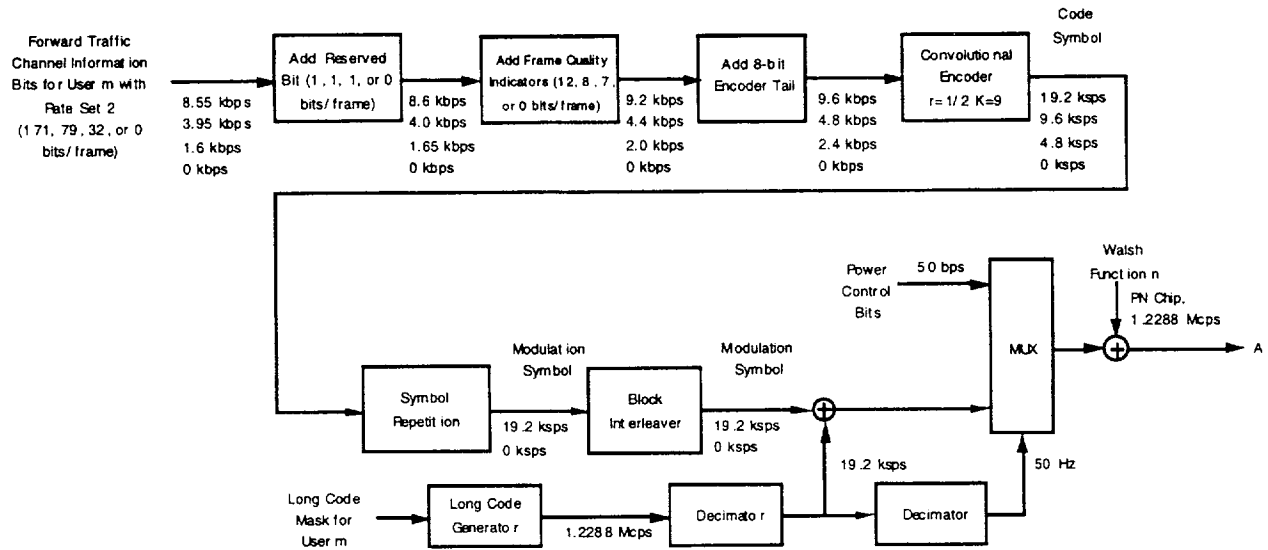 Forward Traffic
Channel Information
Bits for User m with
Rate Set 2
(171, 79, 32, or 0
bits/ frame)
8.55 kbps
3.95 kbps
1.6 kbps
0 kbps
Add Reserved
Bit (1, 1, 1, or 0
bits/ frame)
8.6 kbps
4.0 kbps
1.65 kbps
0 kbps
Add Frame Quality
Indicators (12, 8, 7,
or 0 bits/ frame)
9.2 kbps
4.4 kbps
2.0 kbps
0 kbps
Add 8-bit
Encoder Tail
9.6 kbps
4.8 kbps
2.4 kbps
0 kbps
Convolutional
Encoder
r= 1/ 2 K=9
Code
Symbol
19.2 ksps
9.6 ksps
4.8 ksps
0 ksps
Power
Control
Bits
50 bps
MUX
Walsh
Function n
PN Chip,
1.2288 Mcps
A
Symbol
Repetition
Modulation
Symbol
19.2 ksps
0 ksps
Block
Interleaver
Modulation
Symbol
19.2 ksps
0 ksps
19.2 ksps
50 Hz
Long Code
Mask for
User m
Long Code
Generator
1.2288 Mcps
Decimator
Decimator